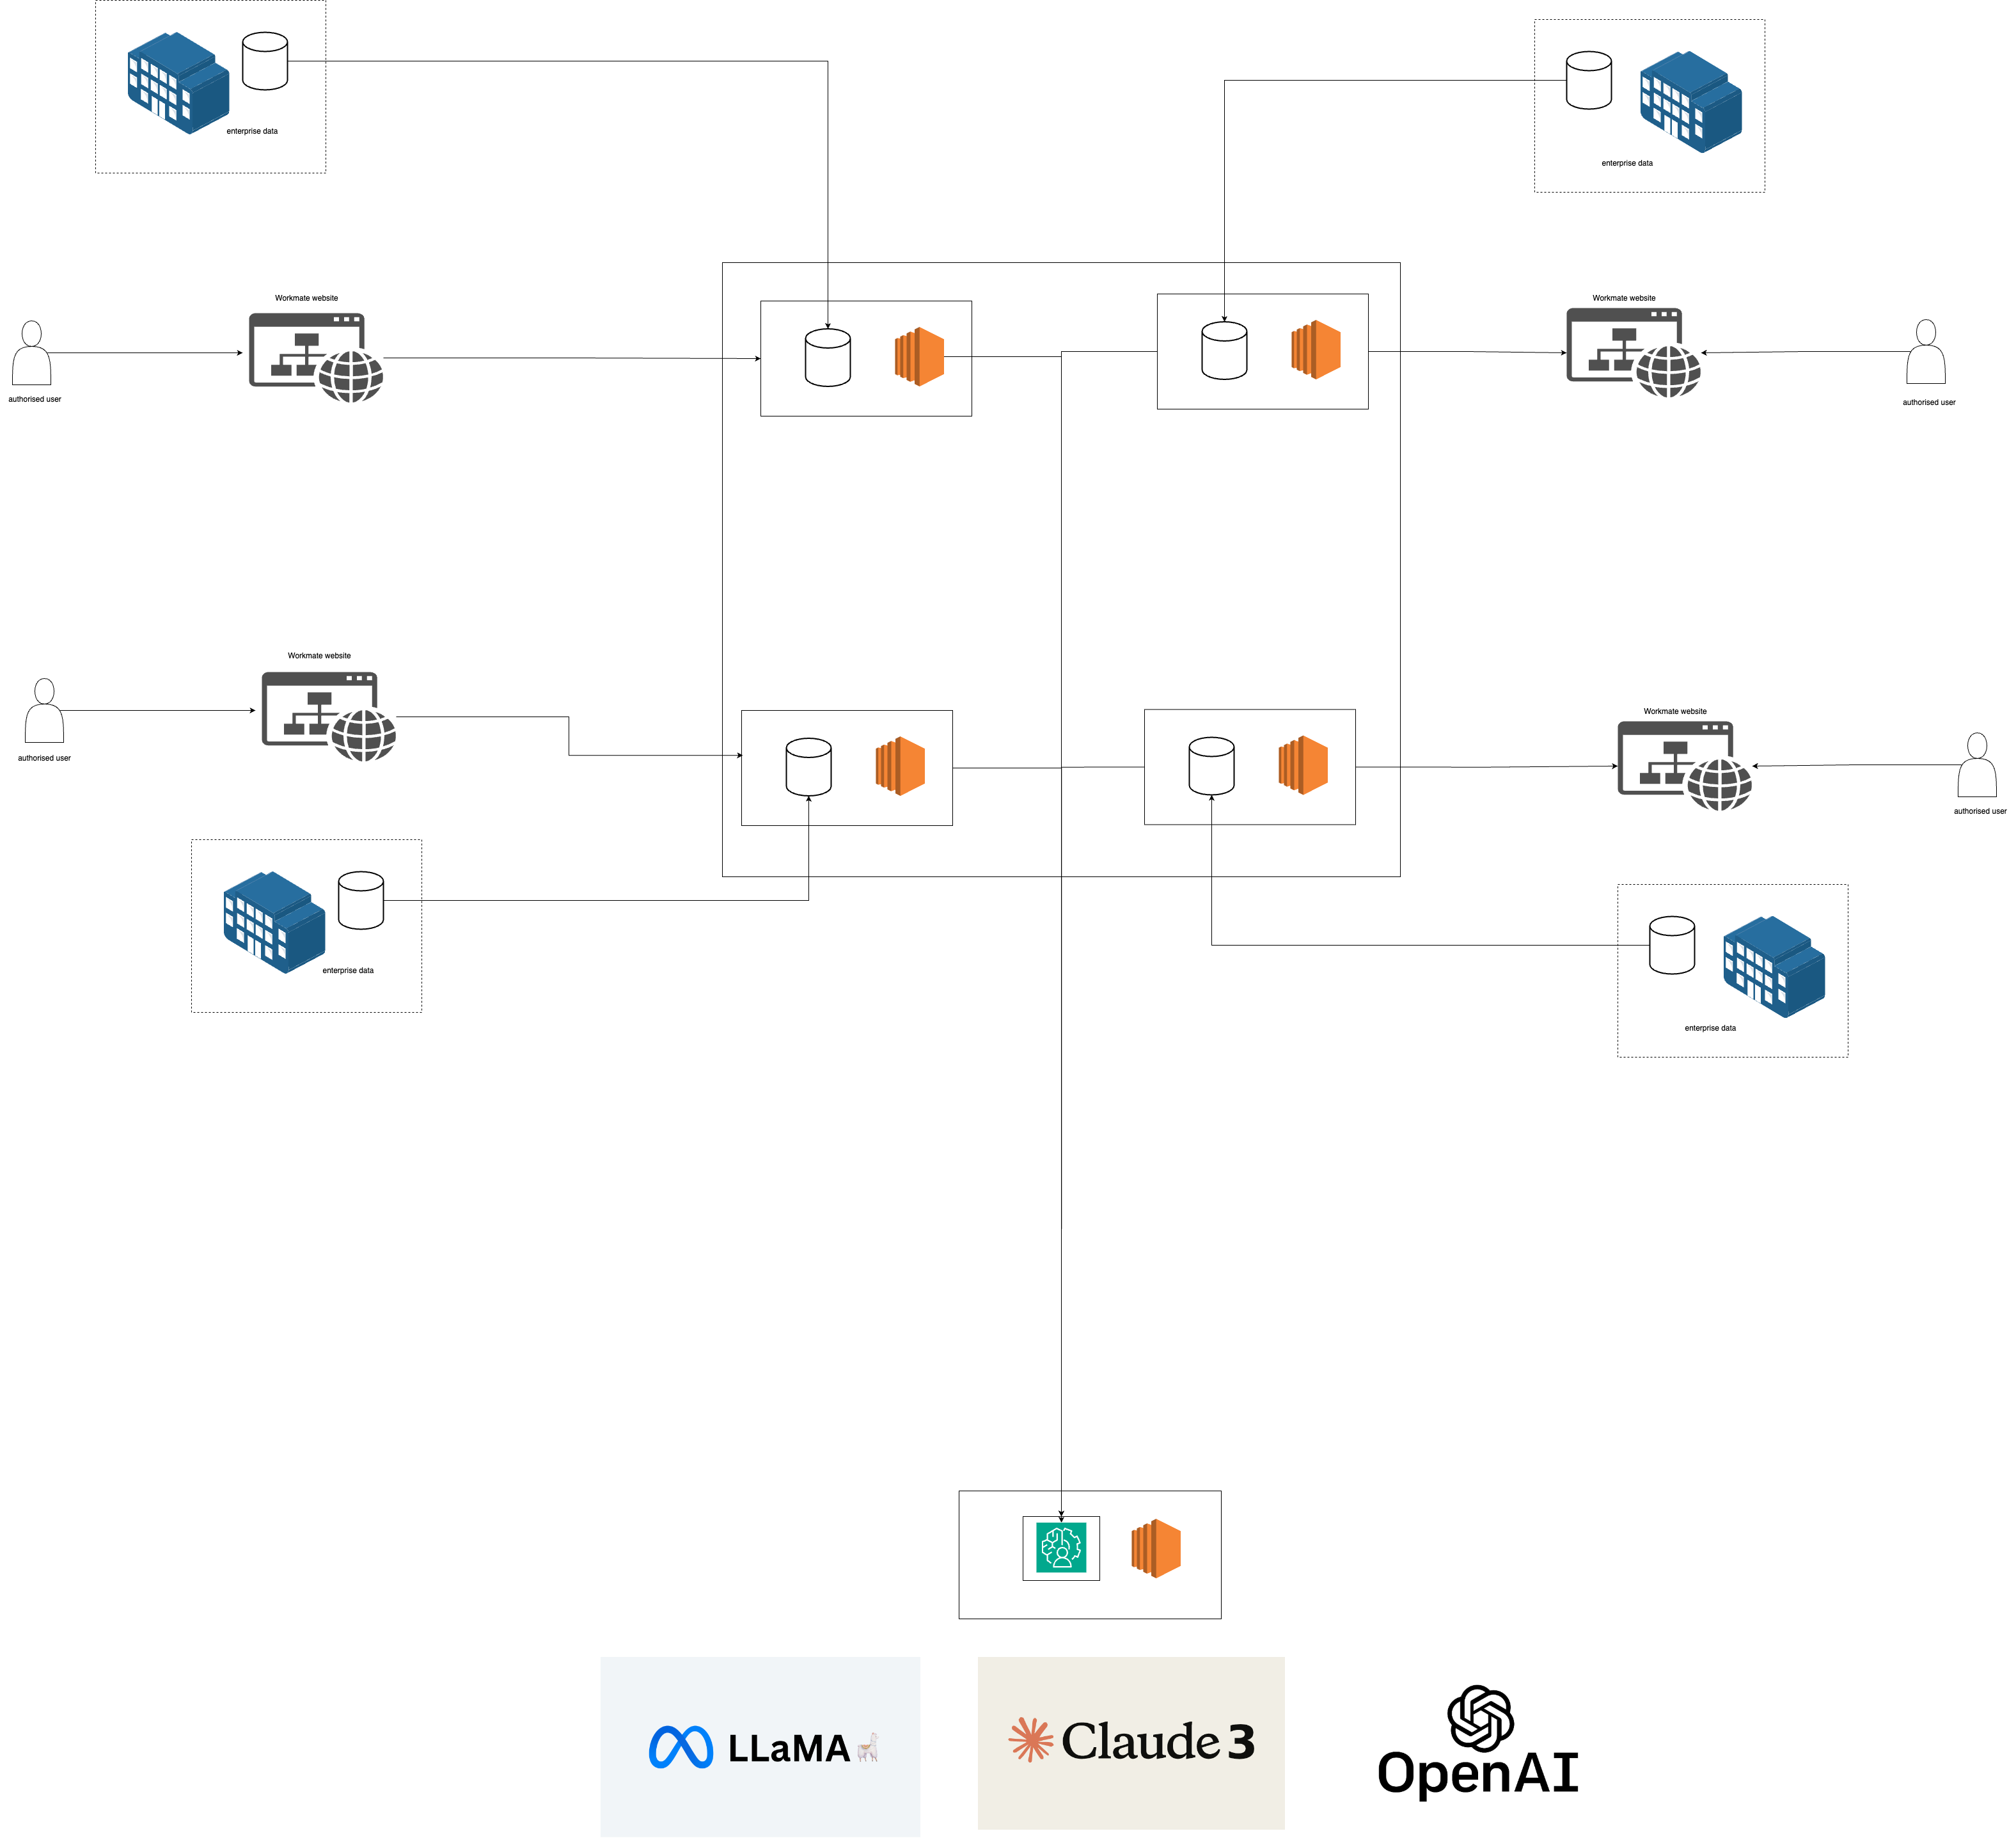 enterprise data
enterprise data
Workmate website
Workmate website
authorised user
authorised user
Workmate website
Workmate website
authorised user
authorised user
enterprise data
enterprise data
LLaMA
Claude 3
OpenAI